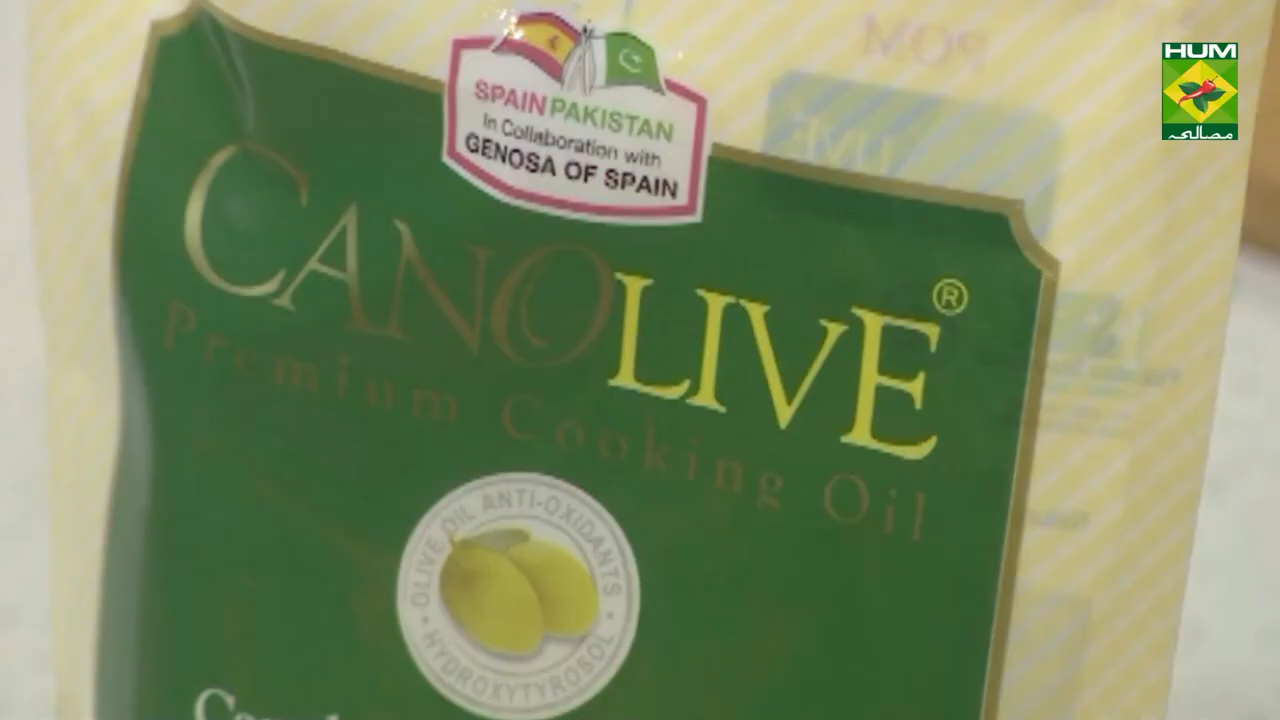 HUM
مصالحہ
SPAIN PAKISTAN
In Collaboration with
GENOSA OF SPAIN
CANOLIVE®
Premium Cooking Oil
OLIVE OIL ANTI-OXIDANTS
• HYDROXYTYROSOL •